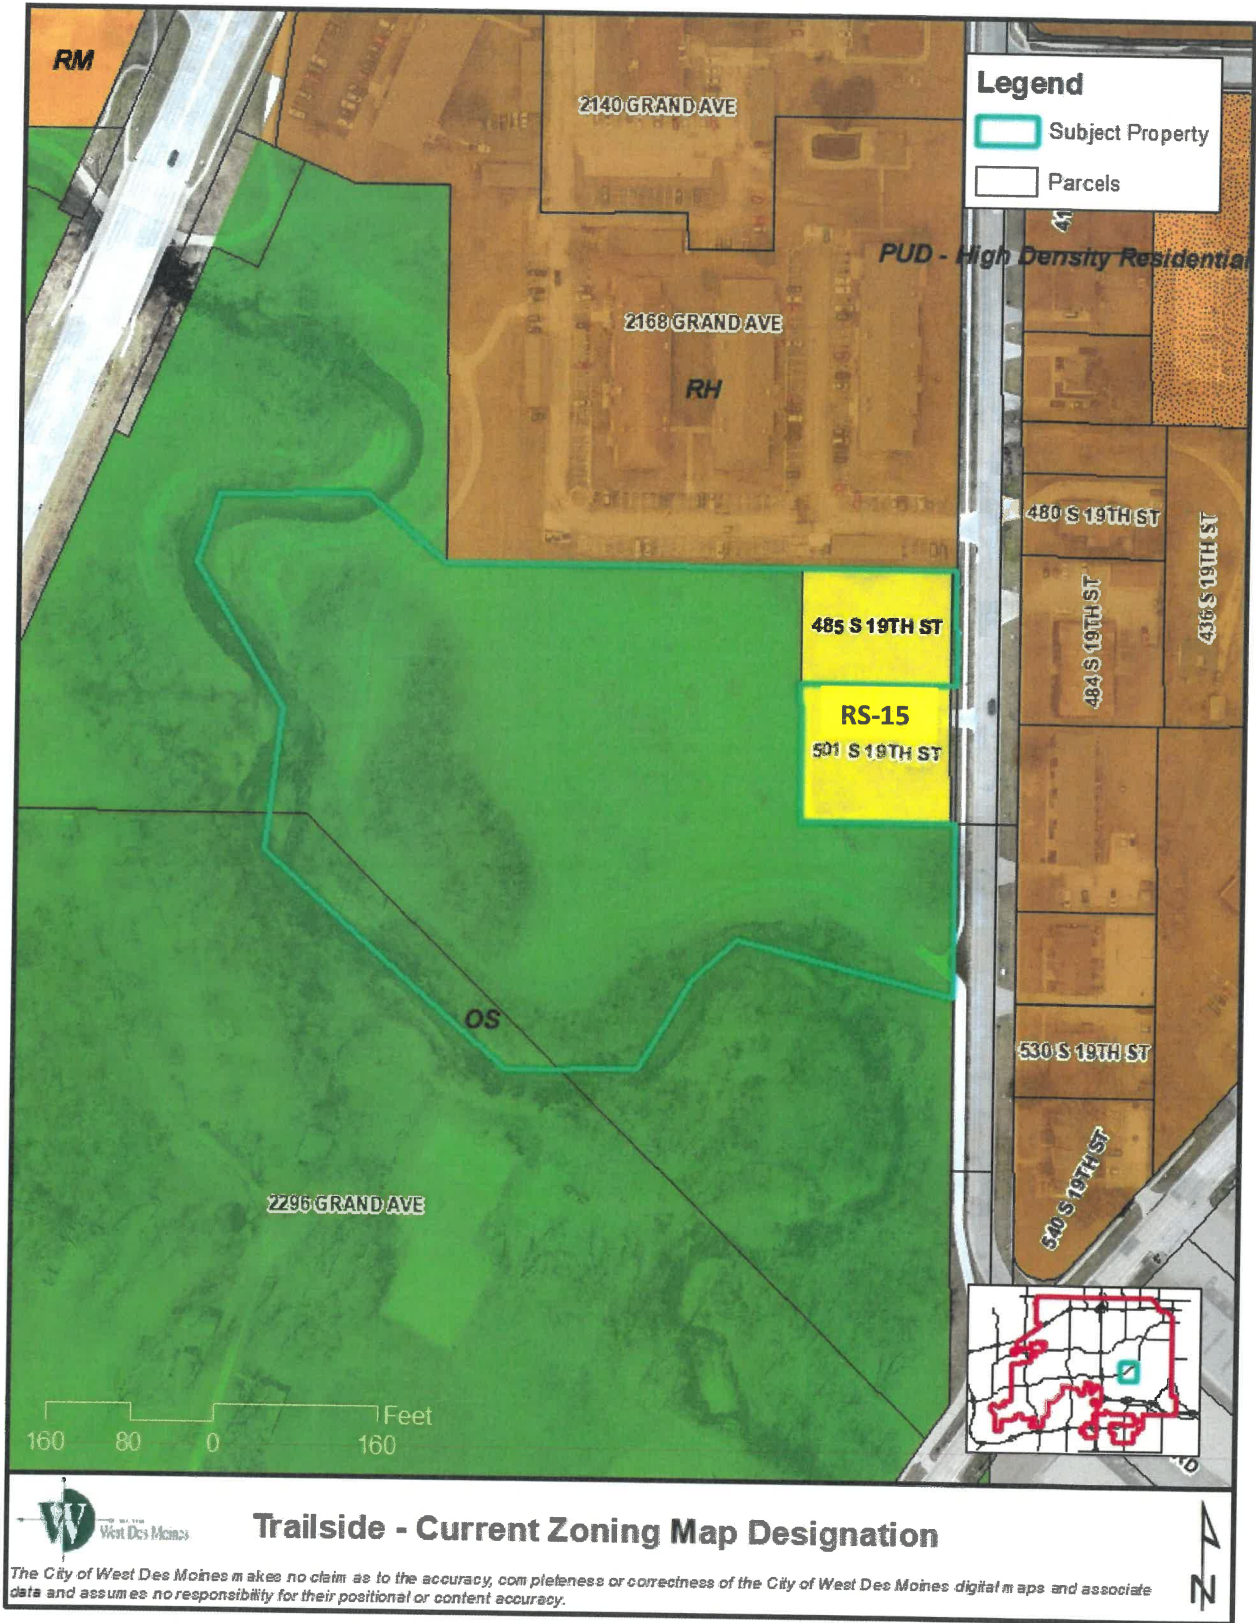 RM
2140 GRAND AVE
Legend
Subject Property
Parcels
41
PUD - High Density Residential
2168 GRAND AVE
RH
480 S 19TH ST
436 S 19TH ST
484 S 19TH ST
485 S 19TH ST
RS-15
501 S 19TH ST
OS
530 S 19TH ST
540 S 19TH ST
2296 GRAND AVE
Feet
160 80 0 160
RD
West Des Moines
Trailside - Current Zoning Map Designation
N
The City of West Des Moines makes no claim as to the accuracy, completeness or correctness of the City of West Des Moines digital maps and associate
data and assumes no responsibility for their positional or content accuracy.